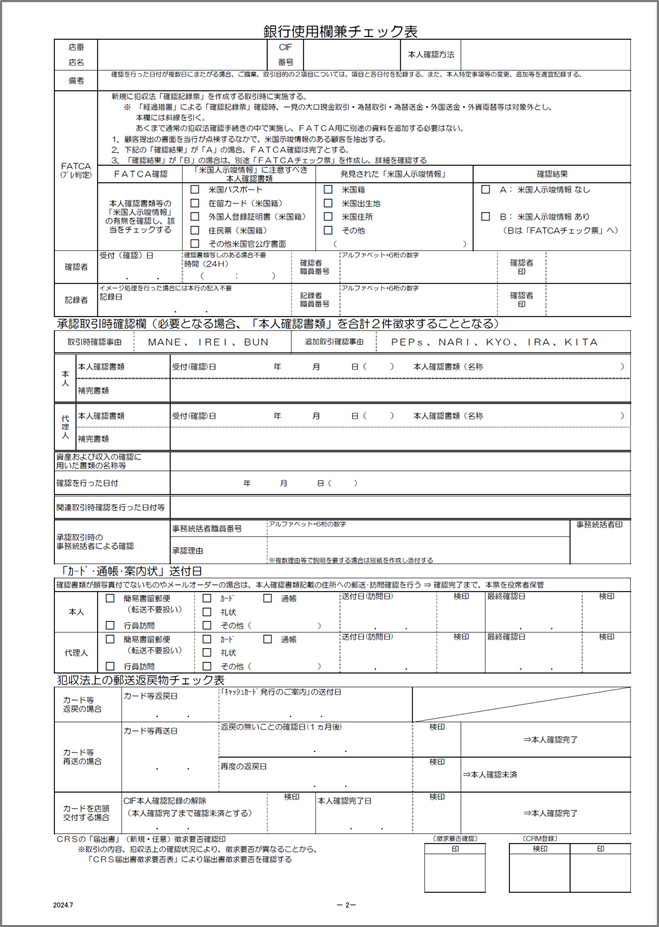 銀行使用欄兼チェック表
店番
店名
CIF
番号
本人確認方法
備考
確認を行った日付が複数日にまたがる場合、ご職業、取引目的の２項目については、項目と各日付を記録する。また、本人特定事項等の変更、追加等を適宜記録する。
FATCA
(プレ判定)
新規に犯収法「確認記録票」を作成する取引時に実施する。
※ 「経過措置」による「確認記録票」確認時、一見の大口現金取引・為替取引・為替送金・外国送金・外貨両替等は対象外とし、
本欄には斜線を引く。
あくまで通常の犯収法確認手続きの中で実施し、FATCA用に別途の資料を追加する必要はない。
１．顧客提出の書面を当行が点検するなかで、米国示唆情報のある顧客を抽出する。
２．下記の「確認結果」が「A」の場合、FATCA確認は完了とする。
３．「確認結果」が「B」の場合は、別途「FATCAチェック票」を作成し、詳細を確認する
FATCA確認
「米国人示唆情報」に注意すべき
本人確認書類
発見された「米国人示唆情報」
確認結果
本人確認書類等の
「米国人示唆情報」
の有無を確認し、該
当をチェックする
□ 米国パスポート
□ 在留カード（米国籍）
□ 外国人登録証明書（米国籍）
□ 住民票（米国籍）
□ その他米国官公庁書面
□ 米国籍
□ 米国出生地
□ 米国住所
□ その他
（　　　　　）
□ A： 米国人示唆情報 なし
□ B： 米国人示唆情報 あり
（Bは「FATCAチェック票」へ）
確認者
受付（確認）日
．　．
確認書類写しのある場合不要
時間（24H）
（　：　）
確認者
職員番号
アルファベット+6桁の数字
確認者
印
記録者
イメージ処理を行った場合には本行の記入不要
記録日
．　．
記録者
職員番号
アルファベット+6桁の数字
確認者
印
承認取引時確認欄（必要となる場合、「本人確認書類」を合計２件徴求することとなる）
取引時確認事由
MANE、IREI、BUN
追加取引確認事由
PEPs、NARI、KYO、IRA、KITA
本人
本人確認書類
受付(確認)日　年　月　日（　）　本人確認書類（名称　）
補完書類
代理人
本人確認書類
受付(確認)日　年　月　日（　）　本人確認書類（名称　）
補完書類
資産および収入の確認に
用いた書類の名称等
確認を行った日付
年　月　日（　）
関連取引時確認を行った日付等
承認取引時の
事務統括者による確認
事務統括者職員番号
アルファベット+6桁の数字
事務統括者印
承認理由
※複数理由等で説明を要する場合は別紙を作成し添付する
「カード・通帳・案内状」送付日
確認書類が顔写真付でないものやメールオーダーの場合は、本人確認書類記載の住所への郵送・訪問確認を行う ⇒ 確認完了まで、本票を役席者保管
本人
□ 簡易書留郵便
（転送不要扱い）
□ 行員訪問
□ カード　□ 通帳
□ 礼状
□ その他（　）
送付日(訪問日)
．　．
検印
最終確認日
．　．
検印
代理人
□ 簡易書留郵便
（転送不要扱い）
□ 行員訪問
□ カード　□ 通帳
□ 礼状
□ その他（　）
送付日(訪問日)
．　．
検印
最終確認日
．　．
検印
犯収法上の郵送返戻物チェック表
カード等
返戻の場合
カード等返戻日
．　．
「キャッシュカード発行のご案内」の送付日
．　．
カード等
再送の場合
カード等再送日
．　．
返戻の無いことの確認日(１ヵ月後)
．　．
検印
⇒本人確認完了
再度の返戻日
．　．
検印
⇒本人確認未済
カードを店頭
交付する場合
CIF本人確認記録の解除
（本人確認完了まで確認未済とする）
．　．
検印
本人確認完了日
．　．
検印
⇒本人確認完了
CRSの「届出書」（新規・任意）徴求要否確認印
※取引の内容、犯収法上の確認状況により、徴求要否が異なることから、
「CRS届出書徴求要否表」により届出書徴求要否を確認する
（徴求要否確認）
印
（CRM登録）
検印
印
2024.7
－ 2－